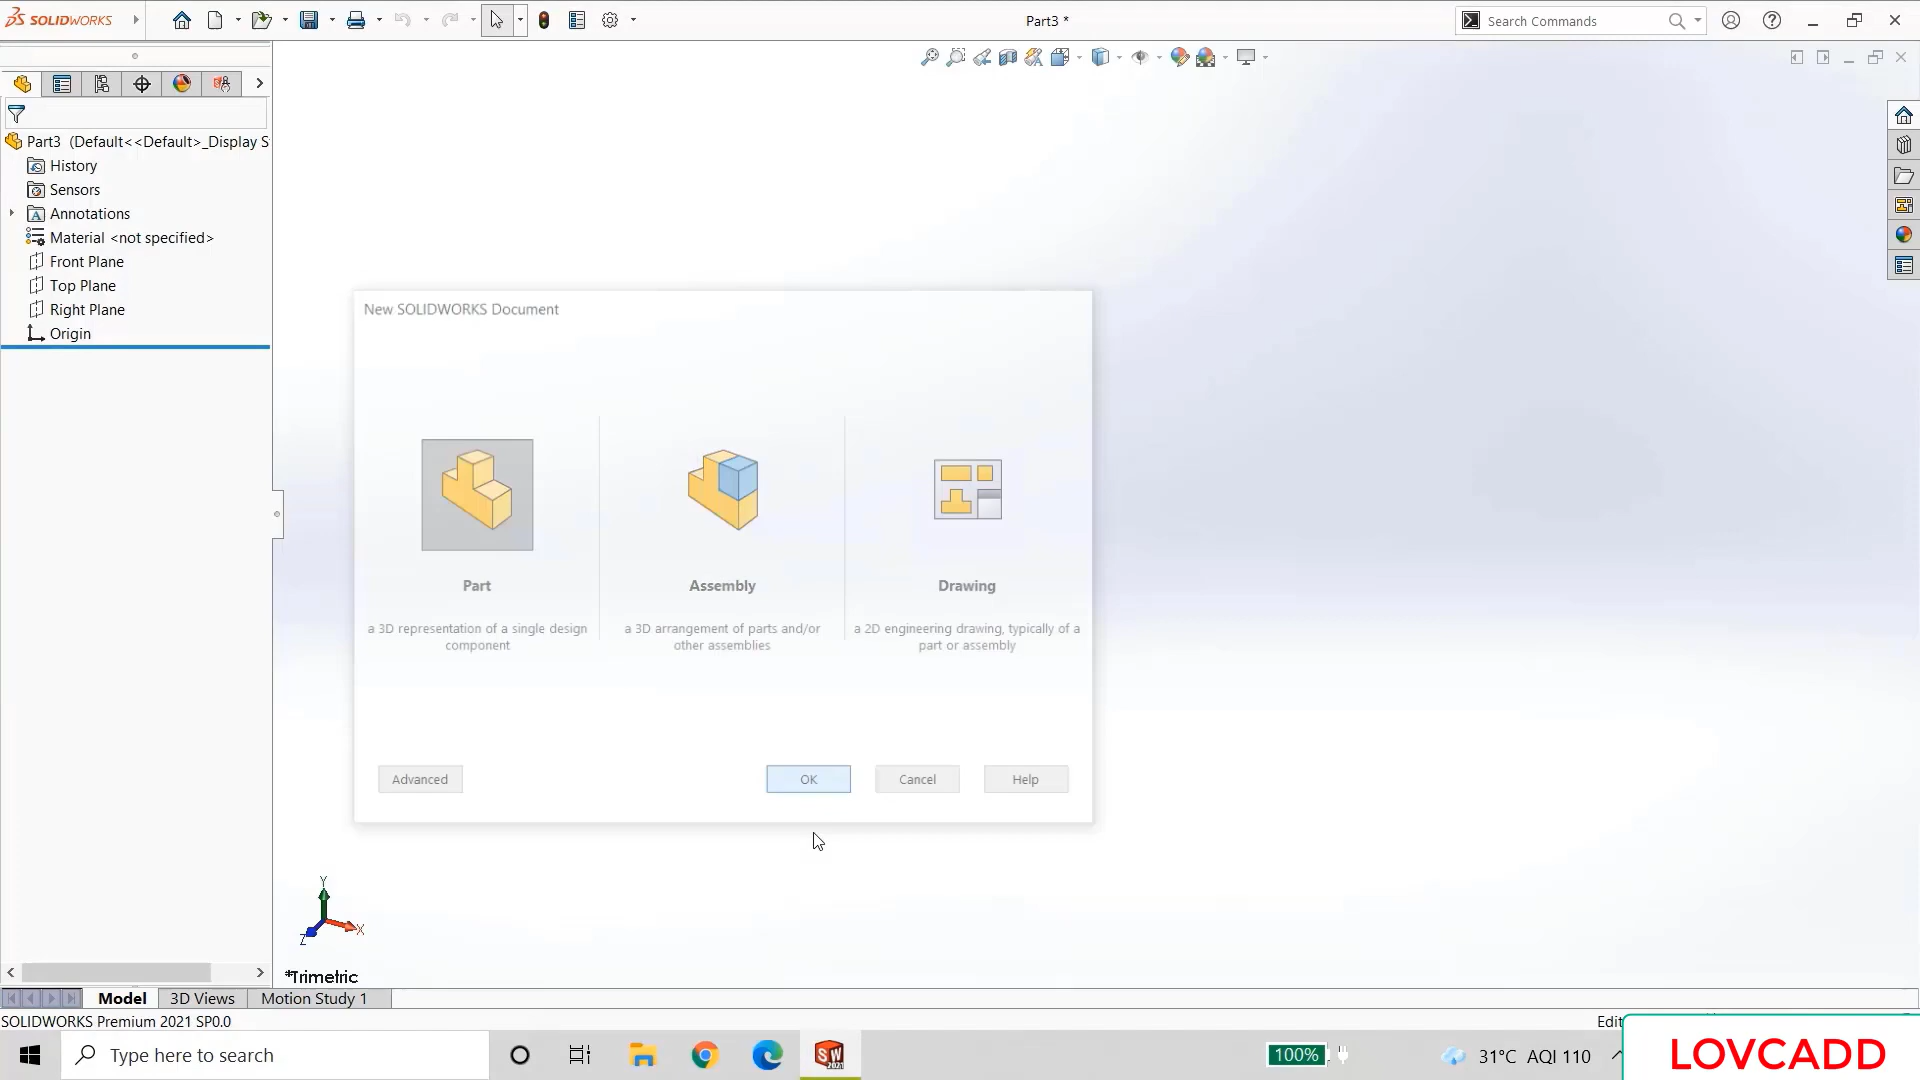 SOLIDWORKS
Part3 *
Search Commands
Part3 (Default<<Default>_Display S
History
Sensors
Annotations
Material <not specified>
Front Plane
Top Plane
Right Plane
Origin
New SOLIDWORKS Document
Part
Assembly
Drawing
a 3D representation of a single design component
a 3D arrangement of parts and/or other assemblies
a 2D engineering drawing, typically of a part or assembly
Advanced
OK
Cancel
Help
Y
X
Z
*Trimetric
Model
3D Views
Motion Study 1
SOLIDWORKS Premium 2021 SP0.0
Edit
Type here to search
SW
2021
100%
31°C AQI 110
LOVCADD